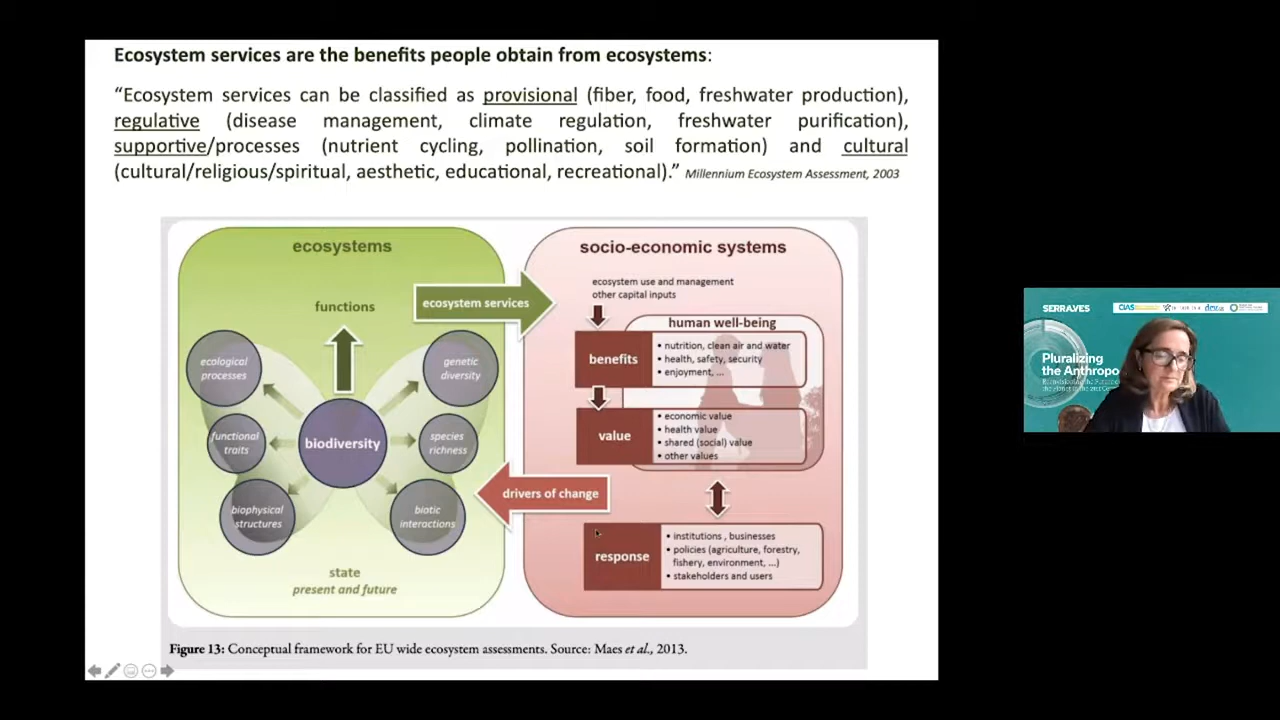 Ecosystem services are the benefits people obtain from ecosystems:
“Ecosystem services can be classified as provisional (fiber, food, freshwater production),
regulative (disease management, climate regulation, freshwater purification),
supportive/processes (nutrient cycling, pollination, soil formation) and cultural
(cultural/religious/spiritual, aesthetic, educational, recreational).” Millennium Ecosystem Assessment, 2003
ecosystems
functions
ecosystem services
ecological
processes
genetic
diversity
functional
traits
biodiversity
species
richness
biophysical
structures
biotic
interactions
state
present and future
drivers of change
socio-economic systems
ecosystem use and management
other capital inputs
human well-being
benefits
• nutrition, clean air and water
• health, safety, security
• enjoyment, ...
value
• economic value
• health value
• shared (social) value
• other values
response
• institutions , businesses
• policies (agriculture, forestry,
fishery, environment, ...)
• stakeholders and users
Figure 13: Conceptual framework for EU wide ecosystem assessments. Source: Maes et al., 2013.
SERRALVES
CIAS
Pluralizing
the Anthropo